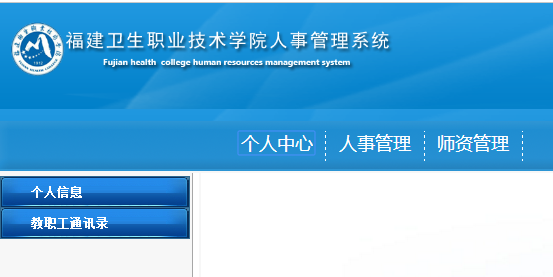 福建卫生职业技术学院人事管理系统
Fujian health college human resources management system
个人中心 人事管理 师资管理
个人信息
教职工通讯录